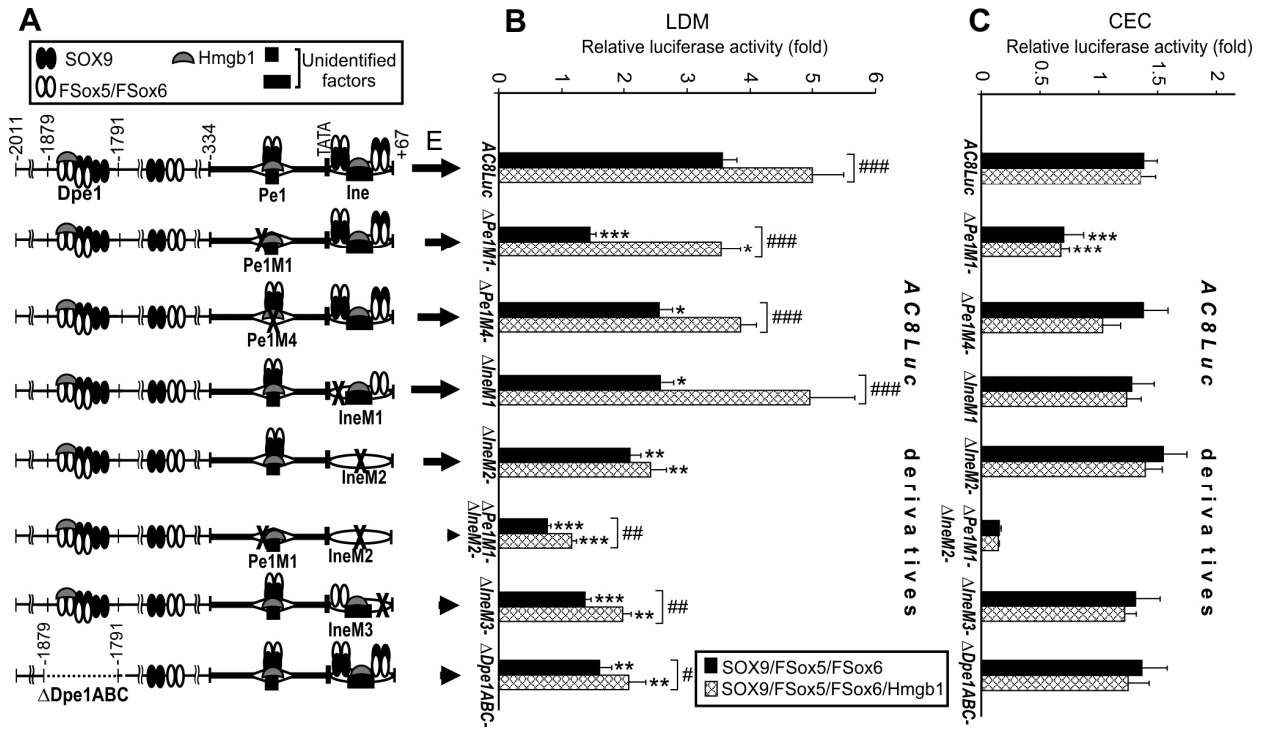 A
SOX9
Hmgb1
Unidentified
factors
FSox5/FSox6
-2011
-1879
-1791
-334
TATA
+67
E
Dpe1
Pe1
Ine
X
Pe1M1
X
Pe1M4
X
IneM1
X
IneM2
X
X
Pe1M1
IneM2
X
IneM3
-1879
-1791
ΔDpe1ABC
B
LDM
Relative luciferase activity (fold)
0 1 2 3 4 5 6
AC8Luc
###
ΔPe1M1-
***
*
###
ΔPe1M4-
*
###
ΔIneM1
*
###
ΔIneM2-
**
**
ΔPe1M1-
ΔIneM2-
***
***
##
ΔIneM3-
***
**
##
ΔDpe1ABC-
**
**
#
AC8Luc derivatives
SOX9/FSox5/FSox6
SOX9/FSox5/FSox6/Hmgb1
C
CEC
Relative luciferase activity (fold)
0 0.5 1 1.5 2
AC8Luc
ΔPe1M1-
***
***
ΔPe1M4-
ΔIneM1
ΔIneM2-
ΔPe1M1-
ΔIneM2-
ΔIneM3-
ΔDpe1ABC-
AC8Luc derivatives